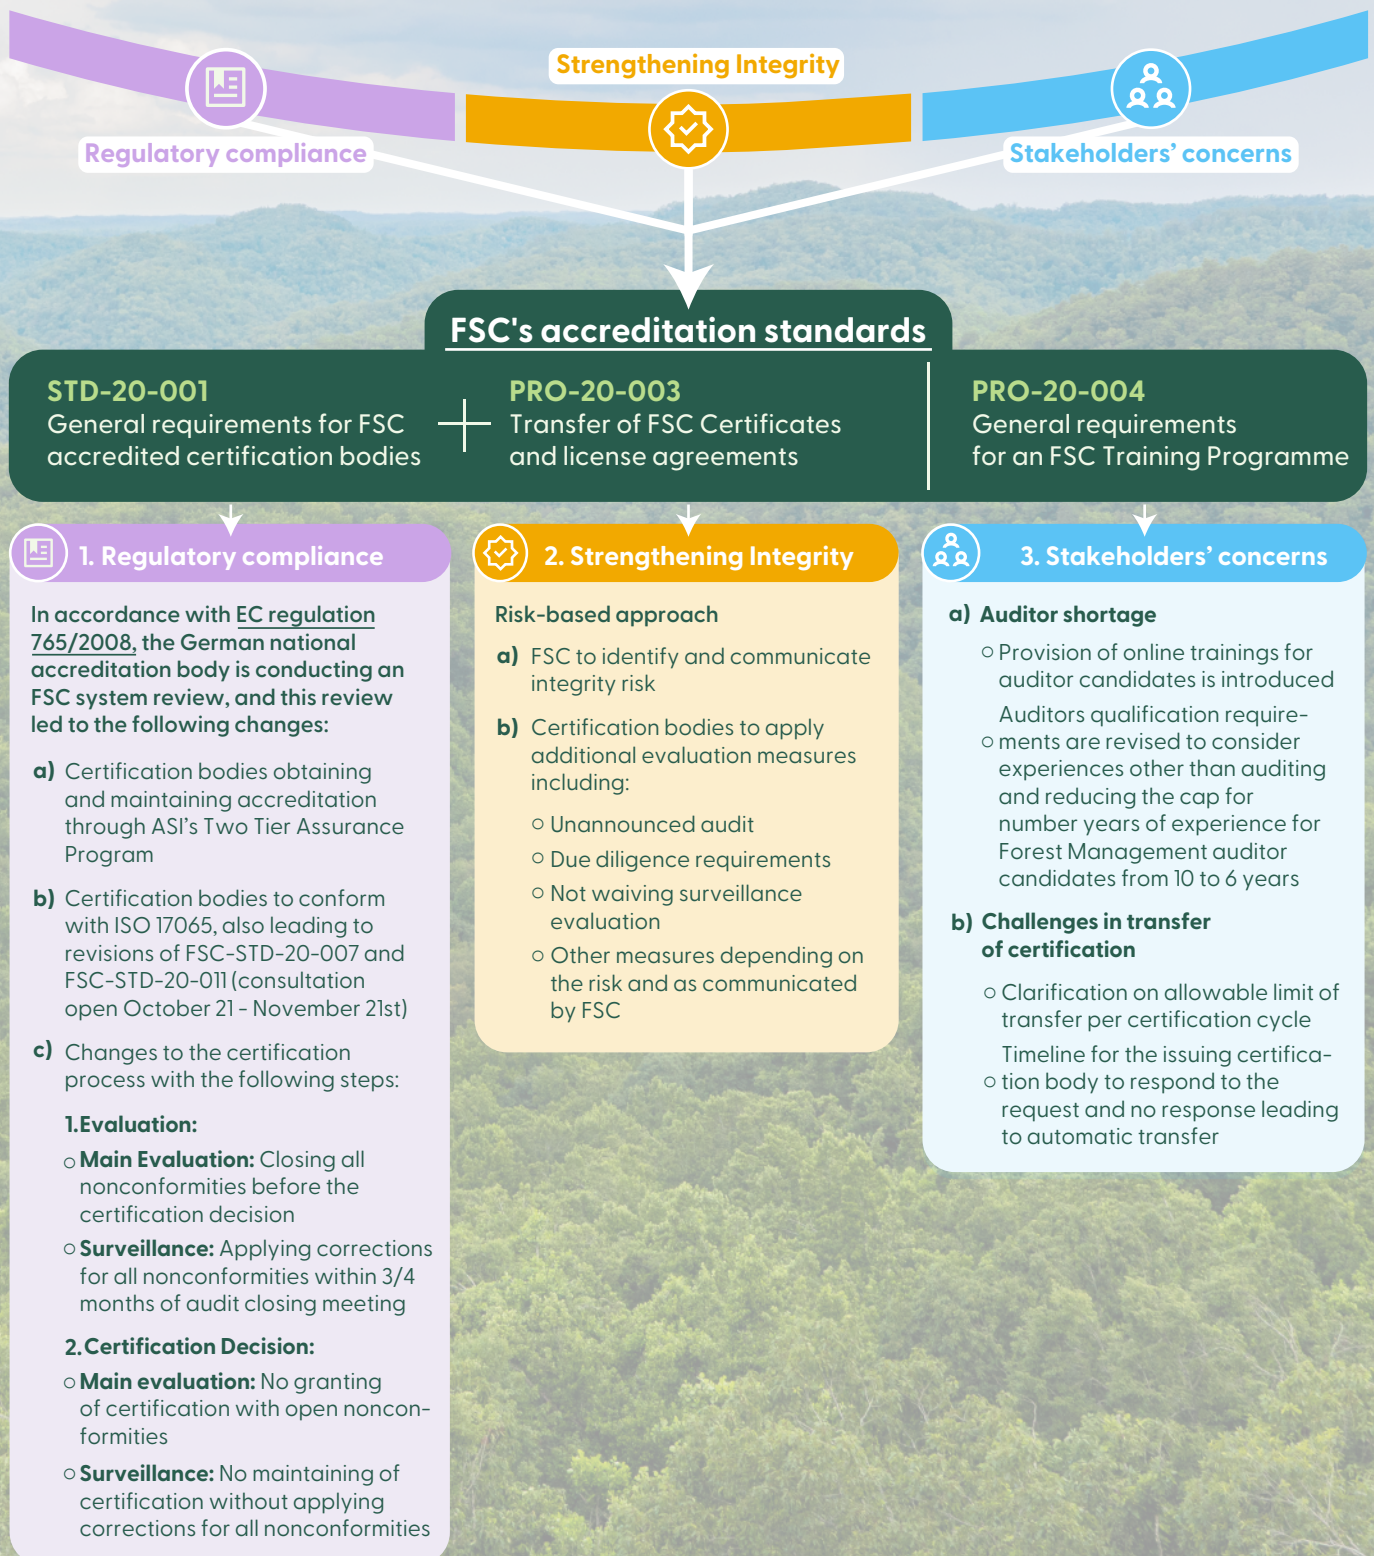 Strengthening Integrity
Regulatory compliance
Stakeholders’ concerns
FSC's accreditation standards
STD-20-001
General requirements for FSC
accredited certification bodies
PRO-20-003
Transfer of FSC Certificates
and license agreements
PRO-20-004
General requirements
for an FSC Training Programme
1. Regulatory compliance
In accordance with EC regulation
765/2008, the German national
accreditation body is conducting an
FSC system review, and this review
led to the following changes:
a) Certification bodies obtaining
and maintaining accreditation
through ASI’s Two Tier Assurance
Program
b) Certification bodies to conform
with ISO 17065, also leading to
revisions of FSC-STD-20-007 and
FSC-STD-20-011 (consultation
open October 21 - November 21st)
c) Changes to the certification
process with the following steps:
1.Evaluation:
○ Main Evaluation: Closing all
nonconformities before the
certification decision
○ Surveillance: Applying corrections
for all nonconformities within 3/4
months of audit closing meeting
2.Certification Decision:
○ Main evaluation: No granting
of certification with open noncon-
formities
○ Surveillance: No maintaining of
certification without applying
corrections for all nonconformities
2. Strengthening Integrity
Risk-based approach
a) FSC to identify and communicate
integrity risk
b) Certification bodies to apply
additional evaluation measures
including:
○ Unannounced audit
○ Due diligence requirements
○ Not waiving surveillance
evaluation
○ Other measures depending on
the risk and as communicated
by FSC
3. Stakeholders’ concerns
a) Auditor shortage
○ Provision of online trainings for
auditor candidates is introduced
Auditors qualification require-
○ ments are revised to consider
experiences other than auditing
and reducing the cap for
number years of experience for
Forest Management auditor
candidates from 10 to 6 years
b) Challenges in transfer
of certification
○ Clarification on allowable limit of
transfer per certification cycle
Timeline for the issuing certifica-
○ tion body to respond to the
request and no response leading
to automatic transfer